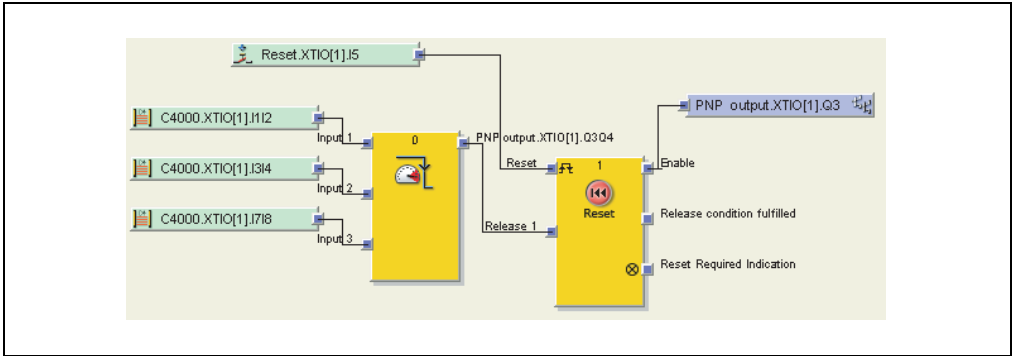 Reset.XTIO[1].I5
PNP output.XTIO[1].Q3
C4000.XTIO[1].I1I2
Input 1
0
PNP output.XTIO[1].Q3Q4
C4000.XTIO[1].I3I4
Input 2
Reset
1
Enable
Reset
C4000.XTIO[1].I7I8
Input 3
Release 1
Release condition fulfilled
Reset Required Indication